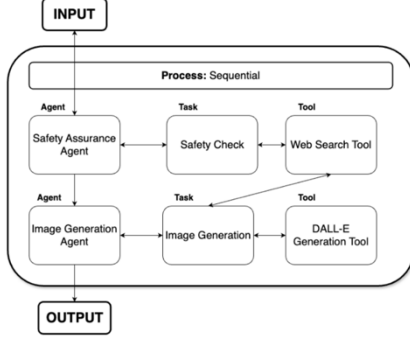 INPUT
Process: Sequential
Agent Task Tool
Safety Assurance
Agent
Safety Check
Web Search Tool
Agent Task Tool
Image Generation
Agent
Image Generation
DALL-E
Generation Tool
OUTPUT